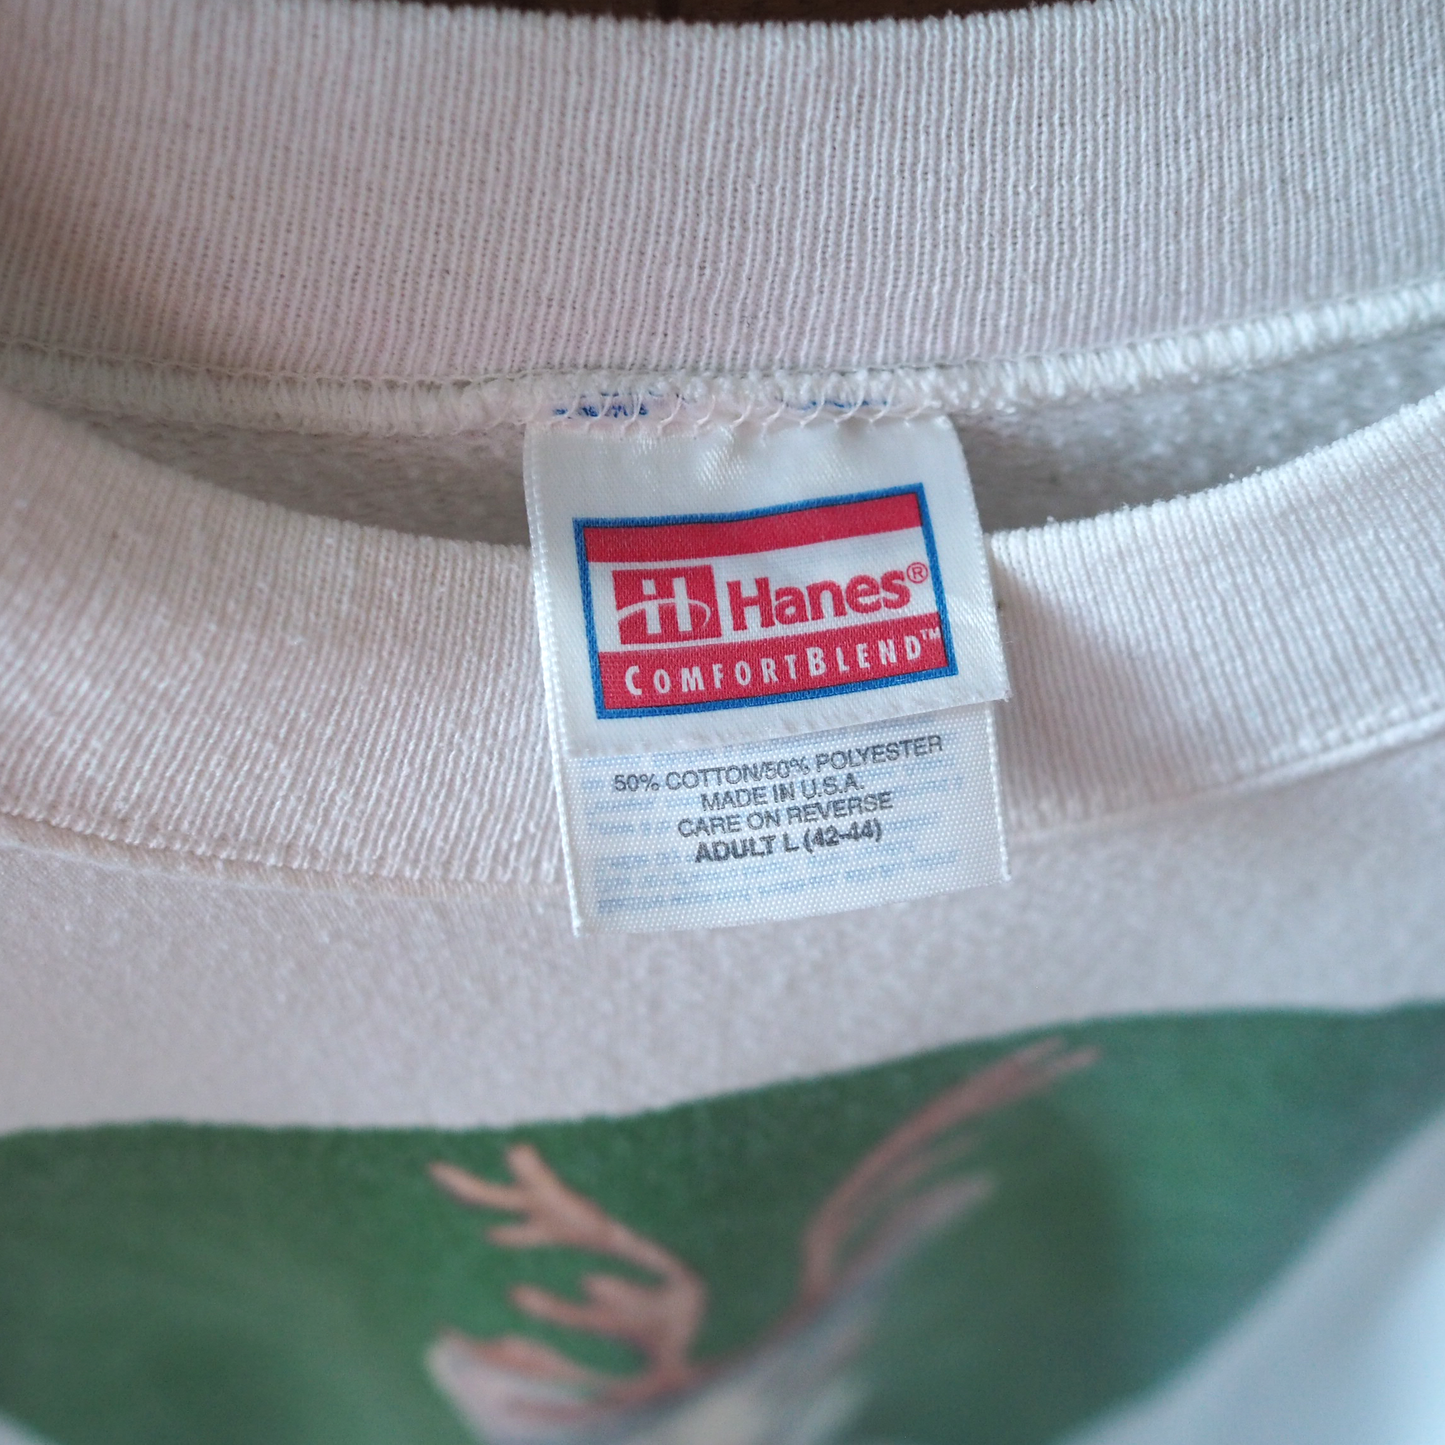 Hanes®
COMFORTBLEND™
50% COTTON/50% POLYESTER
MADE IN U.S.A.
CARE ON REVERSE
ADULT L (42-44)